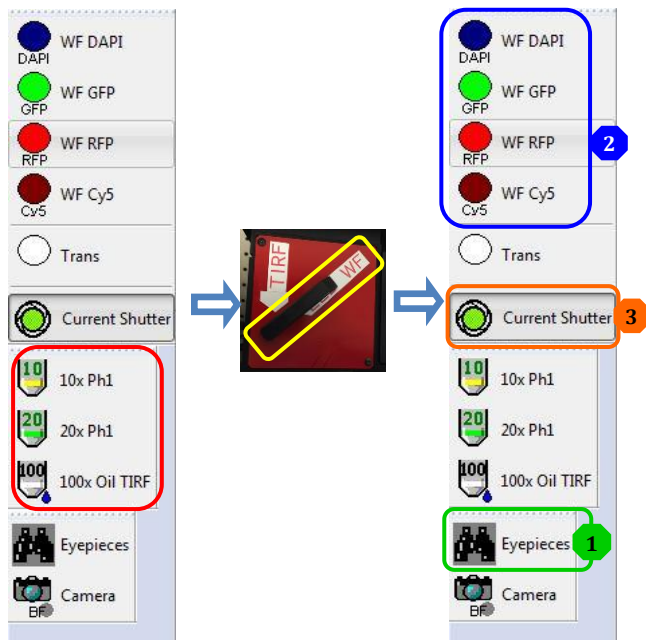 WF DAPI
DAPI
WF GFP
GFP
WF RFP
RFP
WF Cy5
Cy5
Trans
Current Shutter
10
10x Ph1
20
20x Ph1
100
100x Oil TIRF
Eyepieces
Camera
BF
TIRF
WF
WF DAPI
DAPI
WF GFP
GFP
WF RFP
2
RFP
WF Cy5
Cy5
Trans
Current Shutter
3
10
10x Ph1
20
20x Ph1
100
100x Oil TIRF
Eyepieces
1
Camera
BF